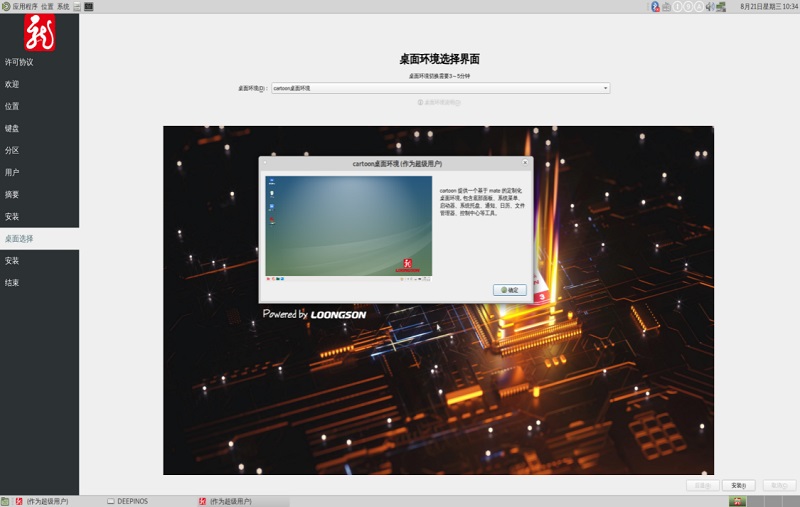 应用程序 位置 系统
8月21日星期三 10:34
许可协议
欢迎
位置
键盘
分区
用户
摘要
安装
桌面选择
安装
结束
桌面环境选择界面
桌面环境切换需要3~5分钟
桌面环境(D):
cartoon桌面环境
cartoon桌面环境 (作为超级用户)
cartoon 提供一个基于 mate 的定制化
桌面环境, 包含底部面板、系统菜单、
启动器、系统托盘、通知、日历、文件
管理器、控制中心等工具。
确定
Powered by LOONGSON
安装(I)
(作为超级用户)
DEEPINOS
(作为超级用户)